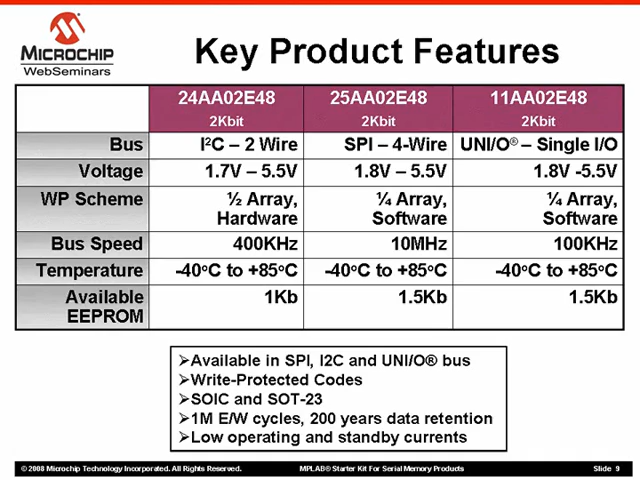 MICROCHIP
WebSeminars
Key Product Features
24AA02E48 25AA02E48 11AA02E48
2Kbit 2Kbit 2Kbit
Bus I²C – 2 Wire SPI – 4-Wire UNI/O® – Single I/O
Voltage 1.7V – 5.5V 1.8V – 5.5V 1.8V -5.5V
WP Scheme ½ Array, ¼ Array, ¼ Array,
Hardware Software Software
Bus Speed 400KHz 10MHz 100KHz
Temperature -40ºC to +85ºC -40ºC to +85ºC -40ºC to +85ºC
Available 1Kb 1.5Kb 1.5Kb
EEPROM
➢Available in SPI, I2C and UNI/O® bus
➢Write-Protected Codes
➢SOIC and SOT-23
➢1M E/W cycles, 200 years data retention
➢Low operating and standby currents
© 2008 Microchip Technology Incorporated. All Rights Reserved. MPLAB® Starter Kit For Serial Memory Products Slide 9